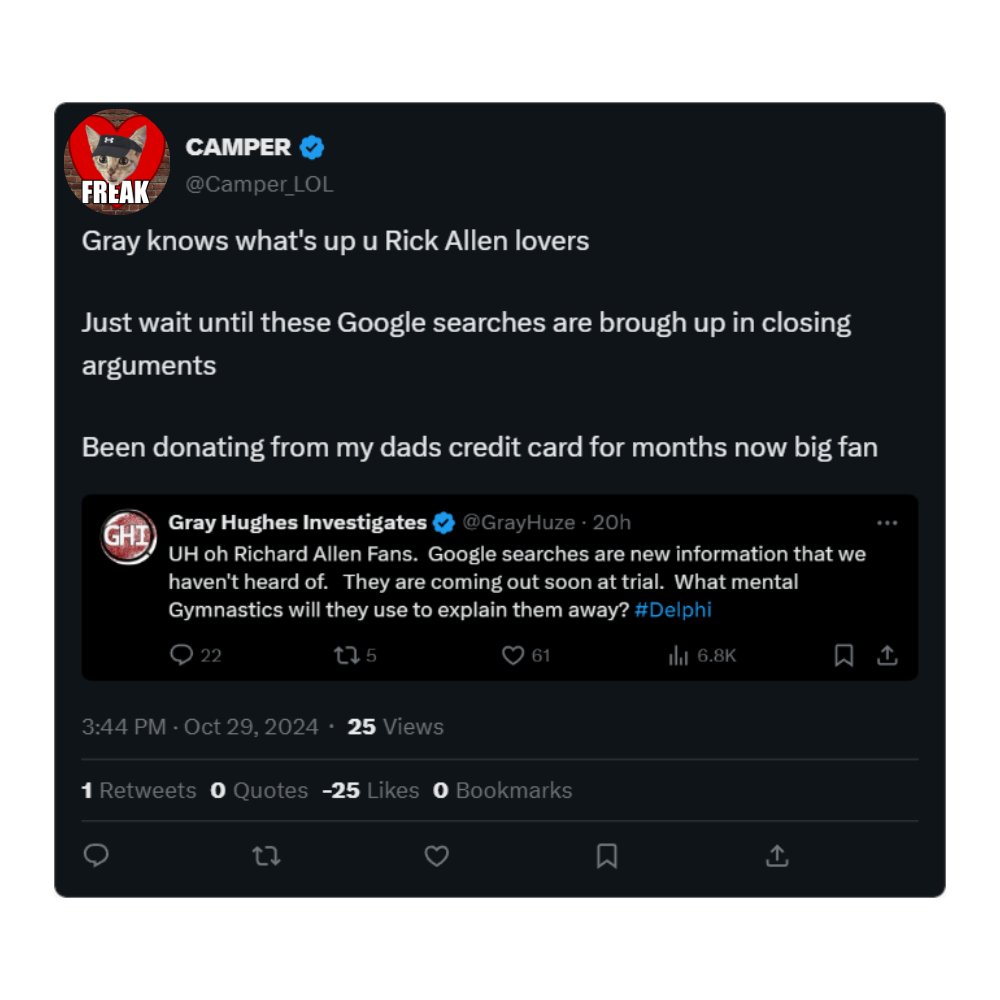 FREAK
CAMPER
@Camper_LOL
Gray knows what's up u Rick Allen lovers
Just wait until these Google searches are brough up in closing
arguments
Been donating from my dads credit card for months now big fan
GHI
Gray Hughes Investigates @GrayHuze · 20h
UH oh Richard Allen Fans. Google searches are new information that we
haven't heard of. They are coming out soon at trial. What mental
Gymnastics will they use to explain them away? #Delphi
22 5 61 6.8K
3:44 PM · Oct 29, 2024 · 25 Views
1 Retweets 0 Quotes -25 Likes 0 Bookmarks